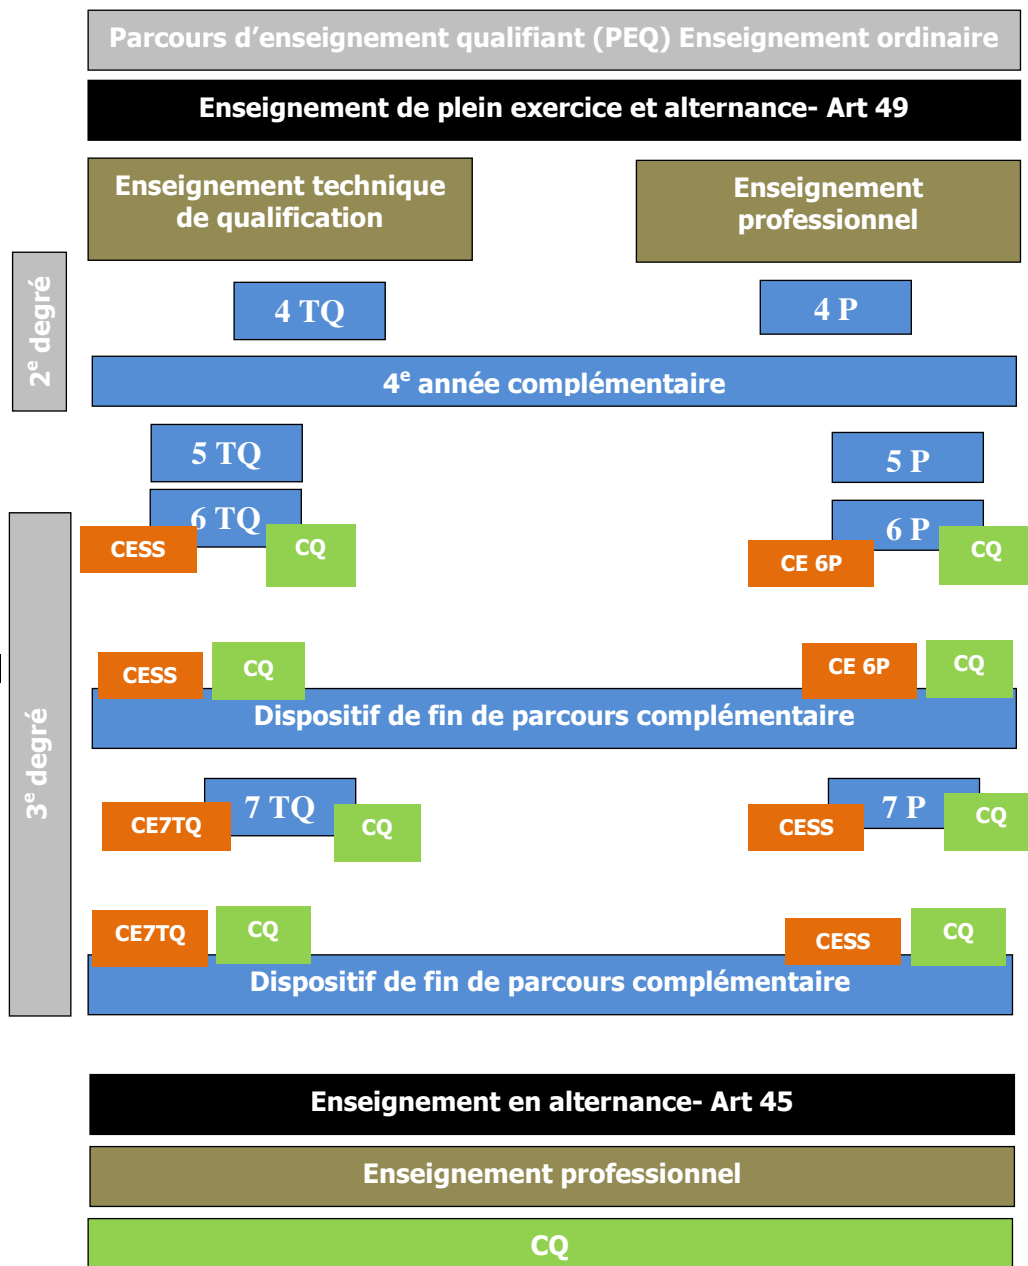 Parcours d’enseignement qualifiant (PEQ) Enseignement ordinaire
Enseignement de plein exercice et alternance- Art 49
Enseignement technique
de qualification
Enseignement
professionnel
2e degré
4 TQ
4 P
4e année complémentaire
5 TQ
5 P
3e degré
6 TQ
6 P
CESS
CQ
CE 6P
CQ
CESS
CQ
CE 6P
CQ
Dispositif de fin de parcours complémentaire
7 TQ
7 P
CE7TQ
CQ
CESS
CQ
CE7TQ
CQ
CESS
CQ
Dispositif de fin de parcours complémentaire
Enseignement en alternance- Art 45
Enseignement professionnel
CQ